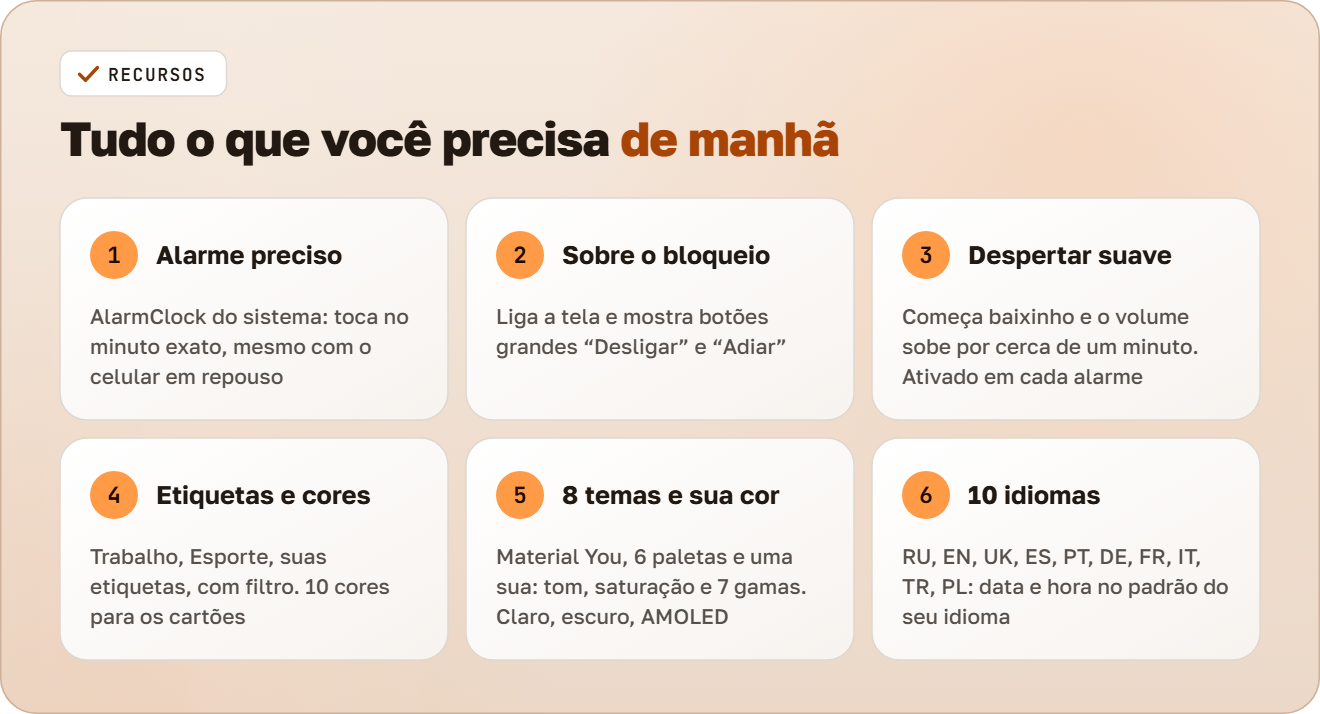 RECURSOS
Tudo o que você precisa de manhã
1 Alarme preciso
AlarmClock do sistema: toca no
minuto exato, mesmo com o
celular em repouso
2 Sobre o bloqueio
Liga a tela e mostra botões
grandes “Desligar” e “Adiar”
3 Despertar suave
Começa baixinho e o volume
sobe por cerca de um minuto.
Ativado em cada alarme
4 Etiquetas e cores
Trabalho, Esporte, suas
etiquetas, com filtro. 10 cores
para os cartões
5 8 temas e sua cor
Material You, 6 paletas e uma
sua: tom, saturação e 7 gamas.
Claro, escuro, AMOLED
6 10 idiomas
RU, EN, UK, ES, PT, DE, FR, IT,
TR, PL: data e hora no padrão do
seu idioma